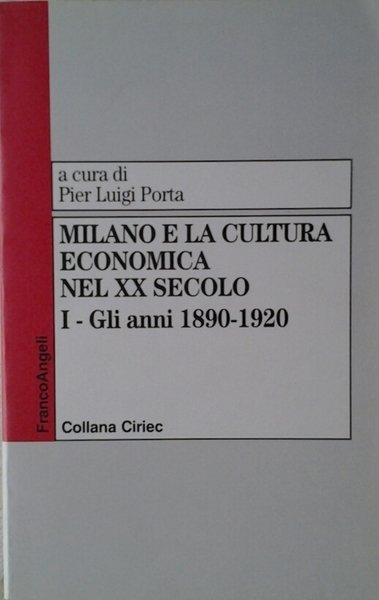 a cura di
Pier Luigi Porta
MILANO E LA CULTURA
ECONOMICA
NEL XX SECOLO
I - Gli anni 1890-1920
FrancoAngeli
Collana Ciriec